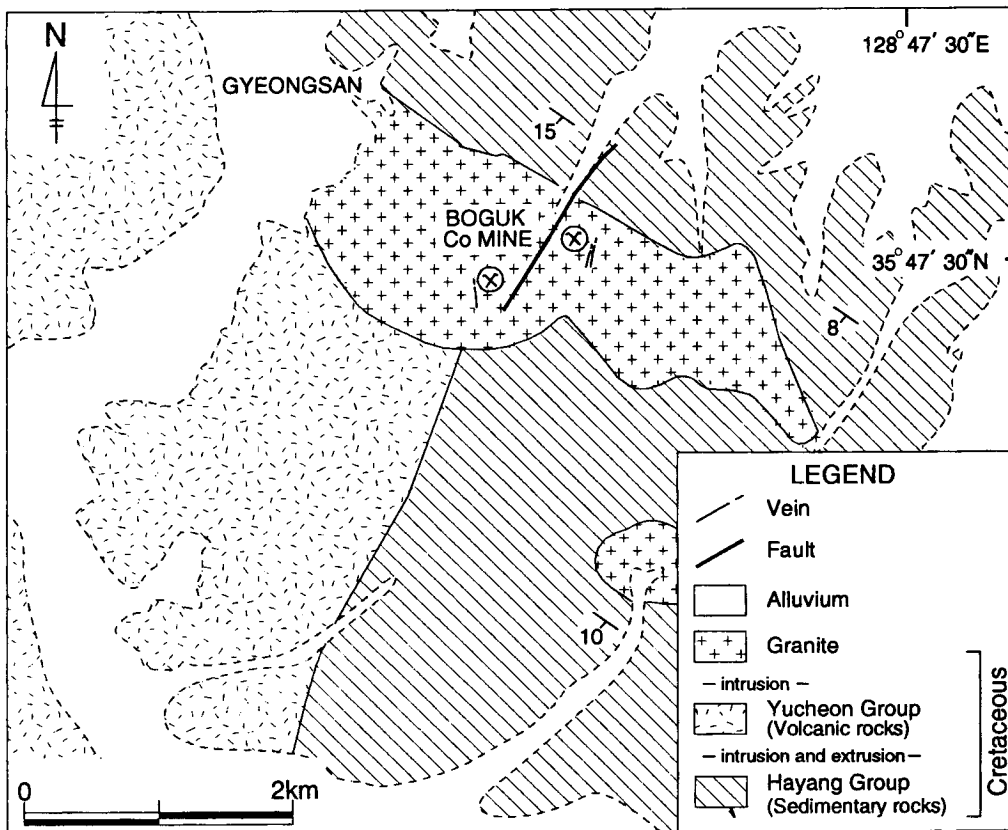 N
128° 47′ 30″E
GYEONGSAN
15
BOGUK
Co MINE
35° 47′ 30″N
8
10
LEGEND
Vein
Fault
Alluvium
Granite
– intrusion –
Yucheon Group
(Volcanic rocks)
– intrusion and extrusion –
Hayang Group
(Sedimentary rocks)
Cretaceous
0
2km